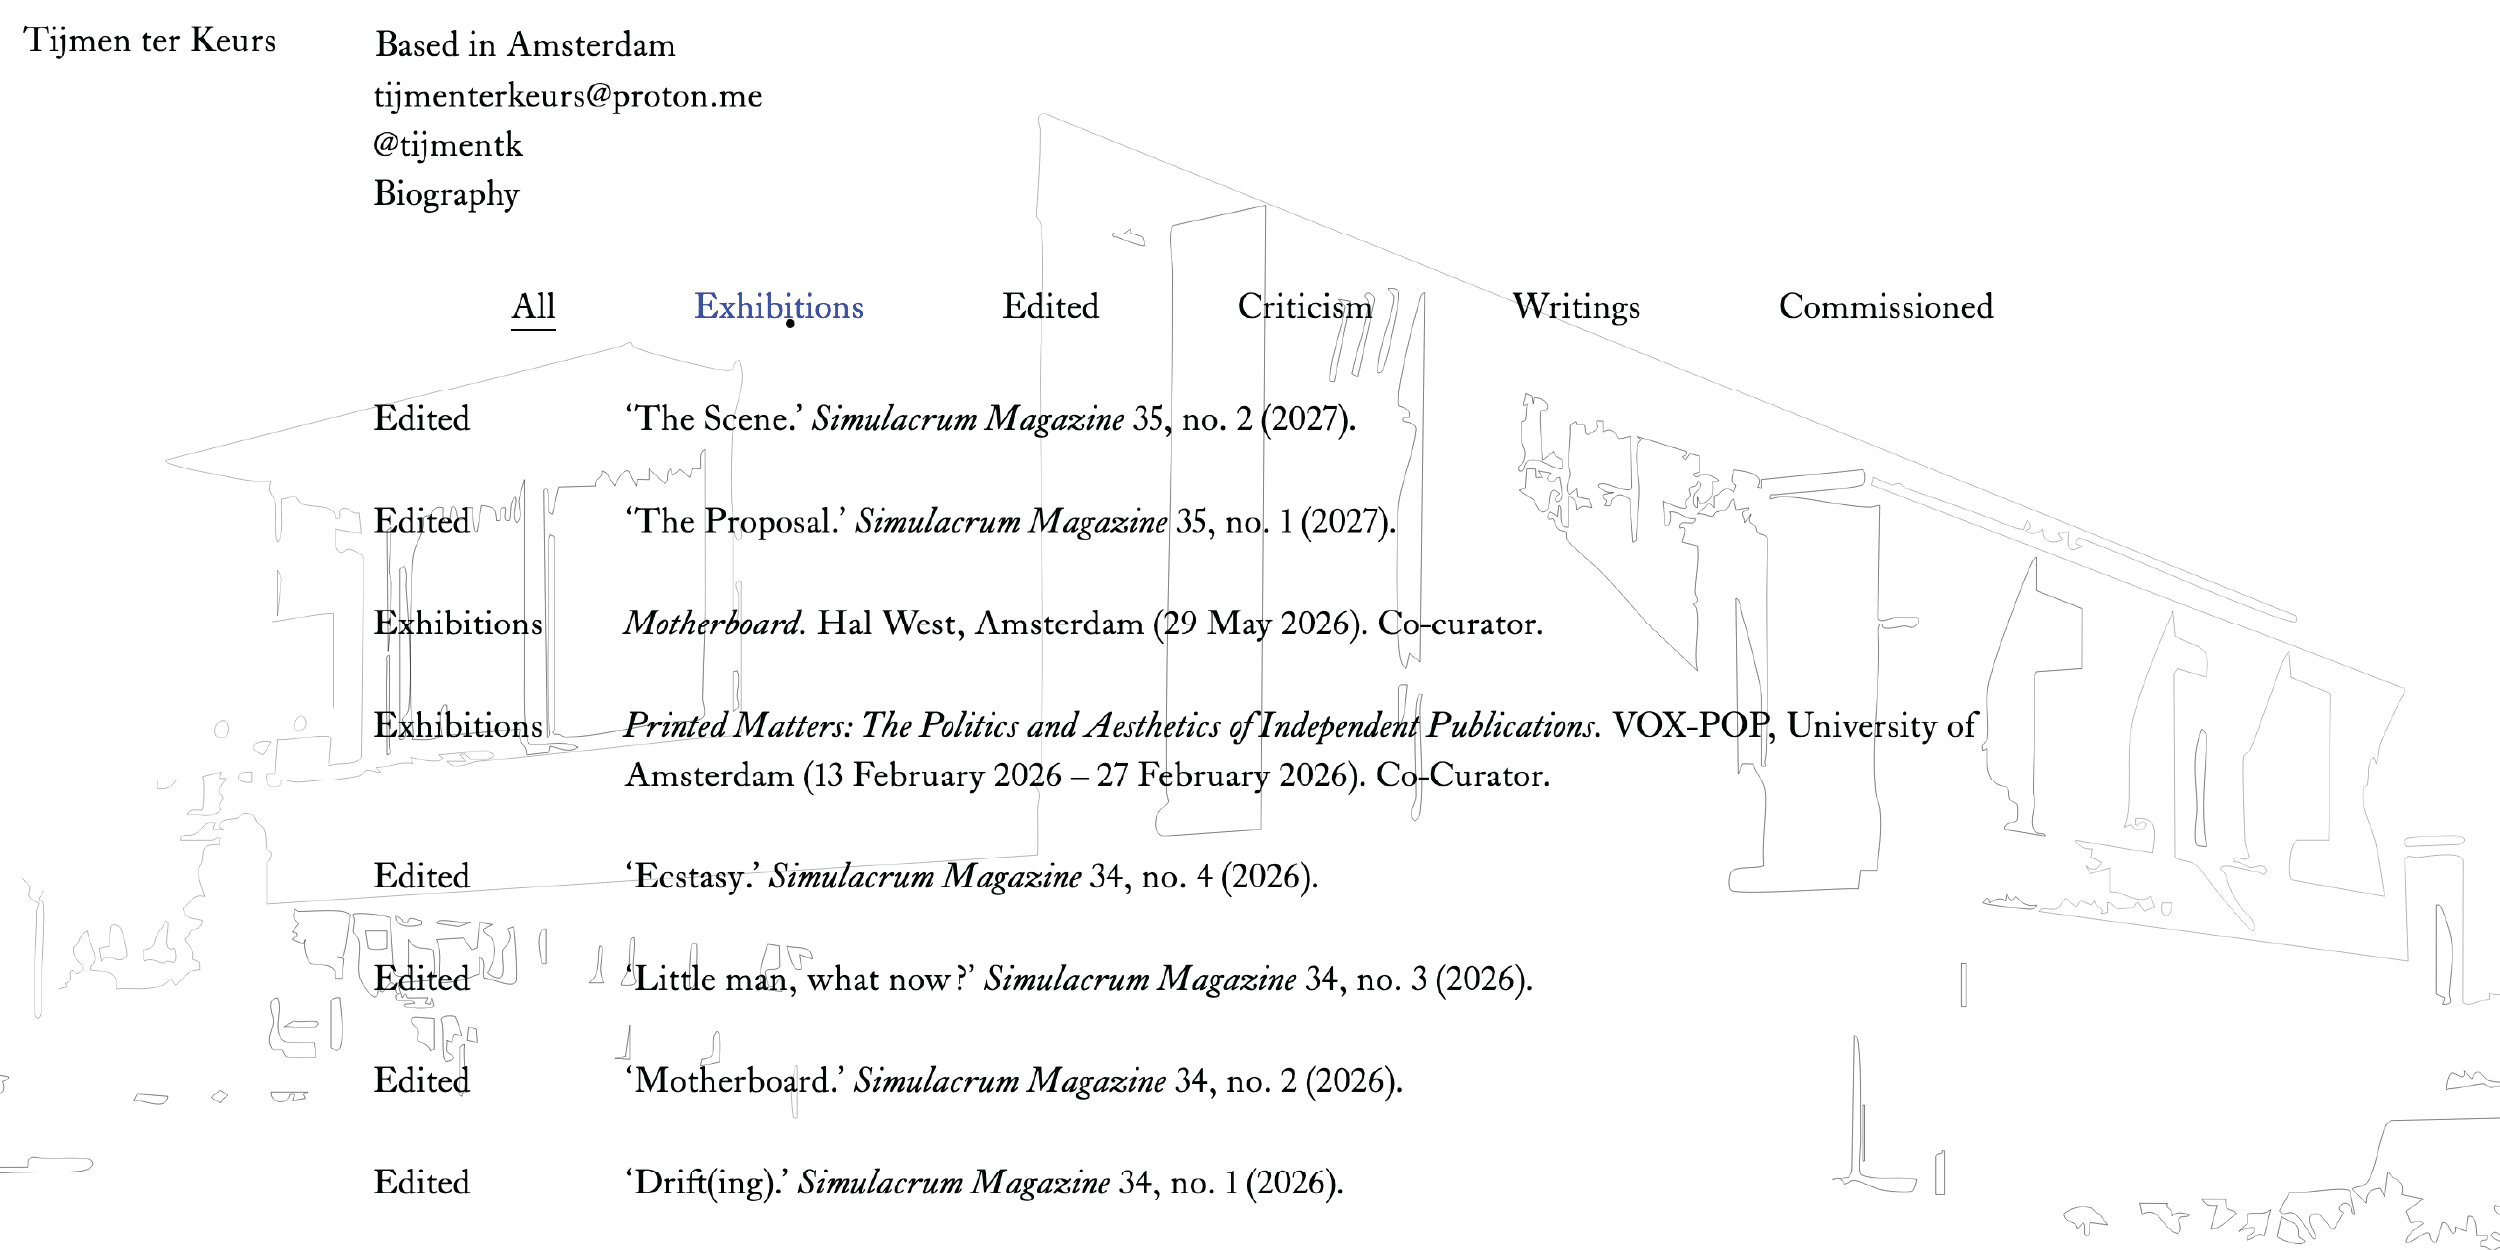 Tijmen ter Keurs
Based in Amsterdam
tijmenterkeurs@proton.me
@tijmentk
Biography
All Exhibitions Edited Criticism Writings Commissioned
Edited ‘The Scene.’ Simulacrum Magazine 35, no. 2 (2027).
Edited ‘The Proposal.’ Simulacrum Magazine 35, no. 1 (2027).
Exhibitions Motherboard. Hal West, Amsterdam (29 May 2026). Co-curator.
Exhibitions Printed Matters: The Politics and Aesthetics of Independent Publications. VOX-POP, University of
Amsterdam (13 February 2026 – 27 February 2026). Co-Curator.
Edited ‘Ecstasy.’ Simulacrum Magazine 34, no. 4 (2026).
Edited ‘Little man, what now?’ Simulacrum Magazine 34, no. 3 (2026).
Edited ‘Motherboard.’ Simulacrum Magazine 34, no. 2 (2026).
Edited ‘Drift(ing).’ Simulacrum Magazine 34, no. 1 (2026).